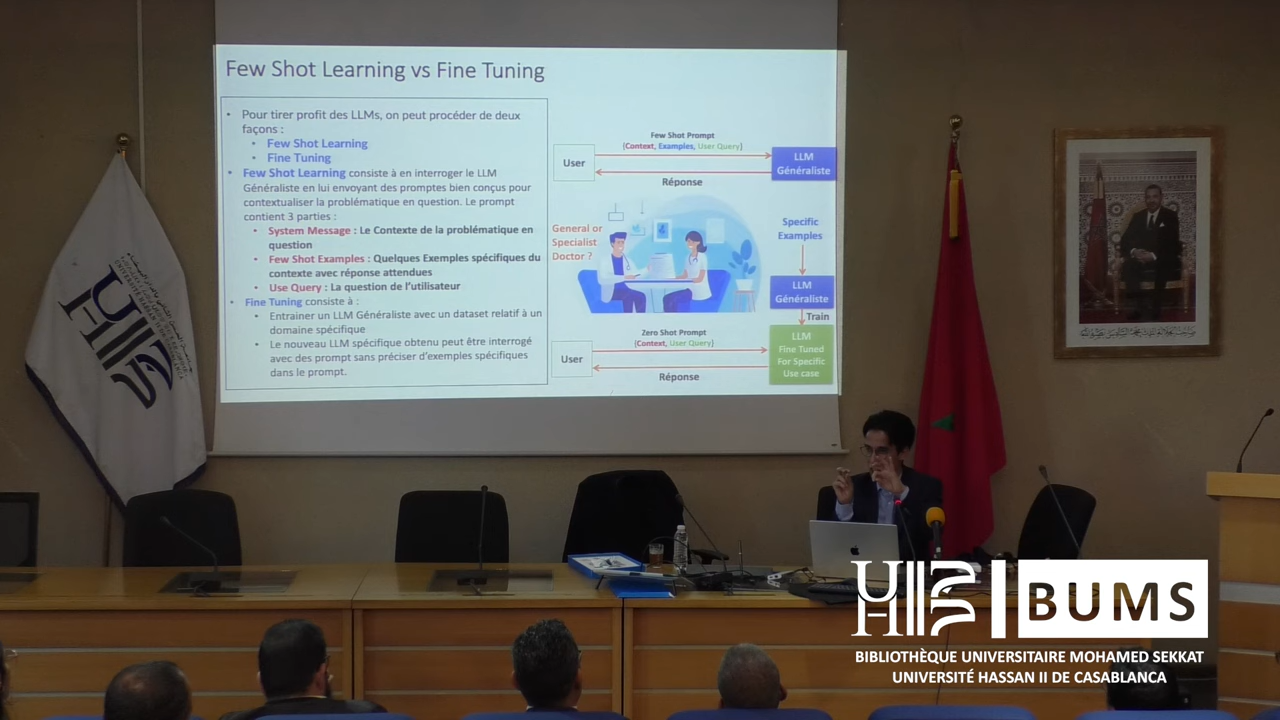 Few Shot Learning vs Fine Tuning
• Pour tirer profit des LLMs, on peut procéder de deux
façons :
• Few Shot Learning
• Fine Tuning
• Few Shot Learning consiste à en interroger le LLM
Généraliste en lui envoyant des promptes bien conçus pour
contextualiser la problématique en question. Le prompt
contient 3 parties :
• System Message : Le Contexte de la problématique en
question
• Few Shot Examples : Quelques Exemples spécifiques du
contexte avec réponse attendues
• Use Query : La question de l'utilisateur
• Fine Tuning consiste à :
• Entrainer un LLM Généraliste avec un dataset relatif à un
domaine spécifique
• Le nouveau LLM spécifique obtenu peut être interrogé
avec des prompt sans préciser d'exemples spécifiques
dans le prompt.
Few Shot Prompt
{Context, Examples, User Query}
User
LLM
Généraliste
Réponse
General or
Specialist
Doctor ?
Specific
Examples
LLM
Généraliste
Train
Zero Shot Prompt
{Context, User Query}
User
LLM
Fine Tuned
For Specific
Use case
Réponse
BUMS
BIBLIOTHÈQUE UNIVERSITAIRE MOHAMED SEKKAT
UNIVERSITÉ HASSAN II DE CASABLANCA